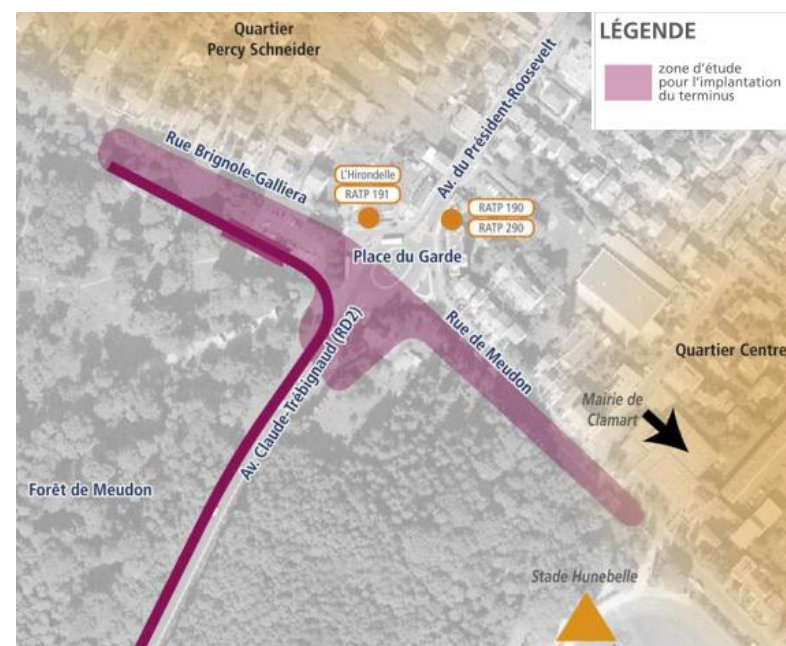 Quartier
Percy Schneider
LÉGENDE
zone d'étude
pour l'implantation
du terminus
Av. du Président-Roosevelt
Rue Brignole-Galliera
L'Hirondelle
RATP 191
RATP 190
RATP 290
Place du Garde
Rue de Meudon
Quartier Centre
Mairie de
Clamart
Av. Claude-Trébignaud (RD2)
Forêt de Meudon
Stade Hunebelle